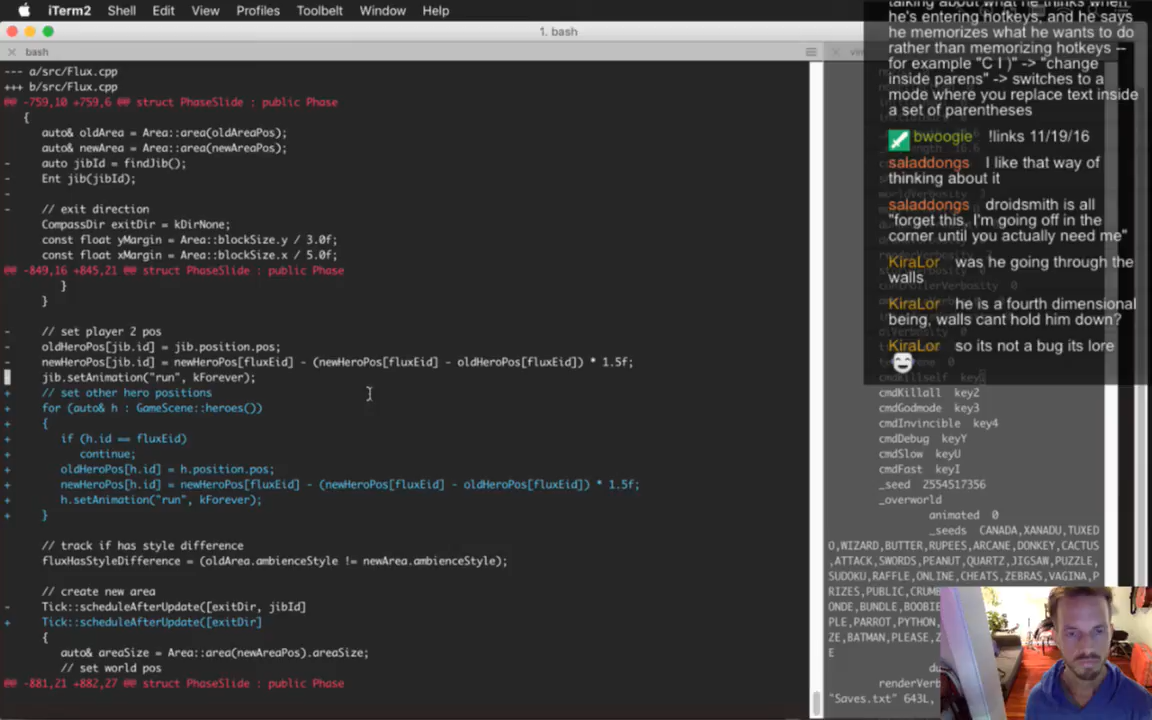 iTerm2 Shell Edit View Profiles Toolbelt Window Help
1. bash
bash
--- a/src/Flux.cpp
+++ b/src/Flux.cpp
@@ -759,10 +759,6 @@ struct PhaseSlide : public Phase
{
auto& oldArea = Area::area(oldAreaPos);
auto& newArea = Area::area(newAreaPos);
- auto jibId = findJib();
- Ent jib(jibId);
-
- // exit direction
CompassDir exitDir = kDirNone;
const float yMargin = Area::blockSize.y / 3.0f;
const float xMargin = Area::blockSize.x / 5.0f;
@@ -849,16 +845,21 @@ struct PhaseSlide : public Phase
}
}
- // set player 2 pos
- oldHeroPos[jib.id] = jib.position.pos;
- newHeroPos[jib.id] = newHeroPos[fluxEid] - (newHeroPos[fluxEid] - oldHeroPos[fluxEid]) * 1.5f;
jib.setAnimation("run", kForever);
+ // set other hero positions
+ for (auto& h : GameScene::heroes())
+ {
+ if (h.id == fluxEid)
+ continue;
+ oldHeroPos[h.id] = h.position.pos;
+ newHeroPos[h.id] = newHeroPos[fluxEid] - (newHeroPos[fluxEid] - oldHeroPos[fluxEid]) * 1.5f;
+ h.setAnimation("run", kForever);
+ }
// track if has style difference
fluxHasStyleDifference = (oldArea.ambienceStyle != newArea.ambienceStyle);
// create new area
- Tick::scheduleAfterUpdate([exitDir, jibId]
+ Tick::scheduleAfterUpdate([exitDir]
{
auto& areaSize = Area::area(newAreaPos).areaSize;
// set world pos
@@ -881,21 +882,27 @@ struct PhaseSlide : public Phase
talking about what he thinks when
he's entering hotkeys, and he says
he memorizes what he wants to do
rather than memorizing hotkeys --
for example "C I )" -> "change
inside parens" -> switches to a
mode where you replace text inside
a set of parentheses
bwoogie !links 11/19/16
saladdongs I like that way of
thinking about it
saladdongs droidsmith is all
"forget this. I'm going off in the
corner until you actually need me"
KiraLor was he going through the
walls
KiraLor he is a fourth dimensional
being, walls cant hold him down?
KiraLor so its not a bug its lore
cmdKillself key1
cmdKillall key2
cmdGodmode key3
cmdInvincible key4
cmdDebug keyY
cmdSlow keyU
cmdFast keyI
_seed 2554517356
_overworld
animated 0
_seeds CANADA,XANADU,TUXED
O,WIZARD,BUTTER,RUPEES,ARCANE,DONKEY,CACTUS
,ATTACK,SWORDS,PEANUT,QUARTZ,JIGSAW,PUZZLE,
SUDOKU,RAFFLE,ONLINE,CHEATS,ZEBRAS,VAGINA,P
RIZES,PUBLIC,CRUMB
ONDE,BUNDLE,BOOBIE
PLE,PARROT,PYTHON,
ZE,BATMAN,PLEASE,Z
E
du
renderVerb
"Saves.txt" 643L,